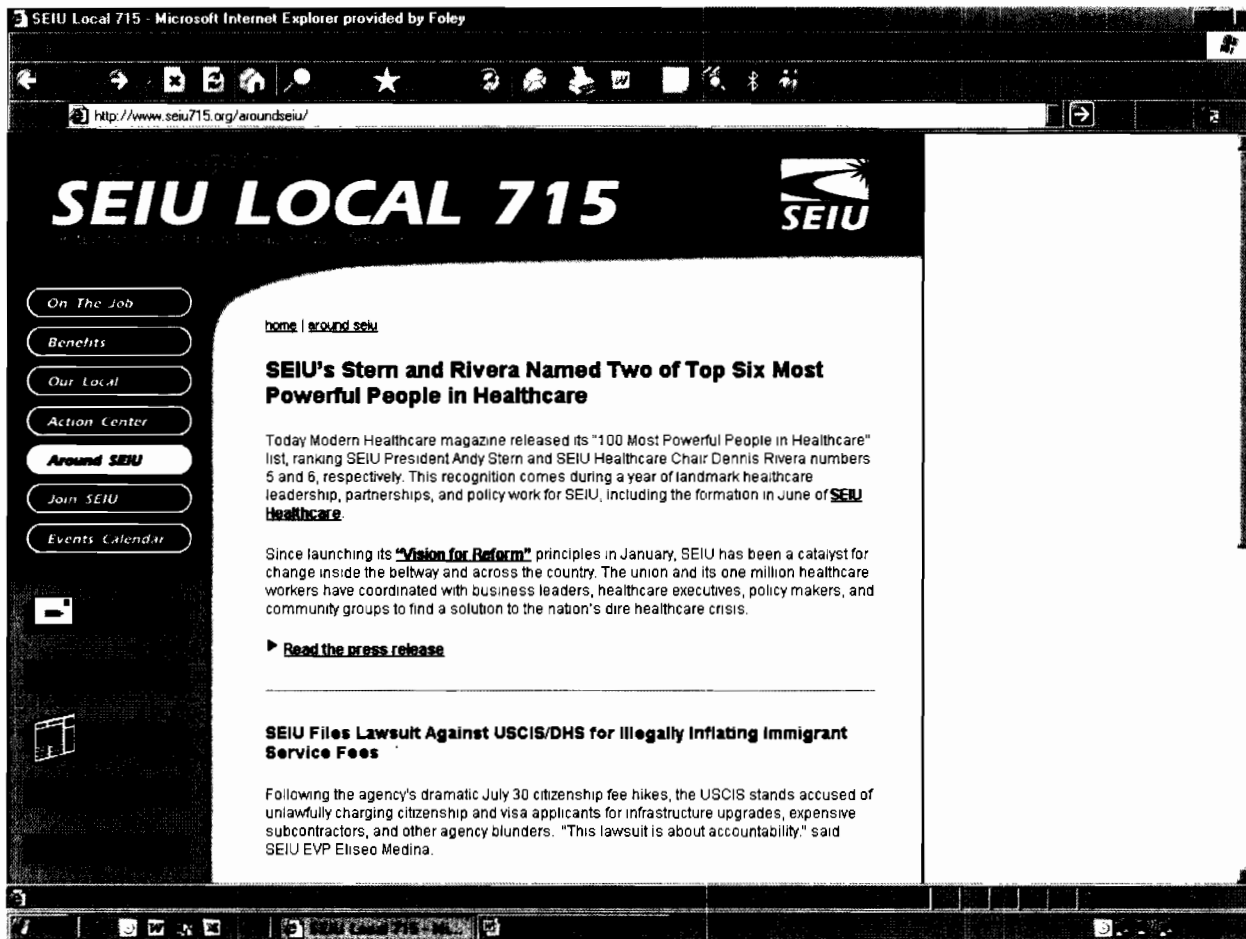 SEIU Local 715 - Microsoft Internet Explorer provided by Foley
http://www.seiu715.org/aroundseiu/
SEIU LOCAL 715
SEIU
On The Job
Benefits
Our Local
Action Center
Around SEIU
Join SEIU
Events Calendar
home | around seiu
SEIU's Stern and Rivera Named Two of Top Six Most
Powerful People in Healthcare
Today Modern Healthcare magazine released its "100 Most Powerful People in Healthcare"
list, ranking SEIU President Andy Stern and SEIU Healthcare Chair Dennis Rivera numbers
5 and 6, respectively. This recognition comes during a year of landmark healthcare
leadership, partnerships, and policy work for SEIU, including the formation in June of SEIU
Healthcare.
Since launching its "Vision for Reform" principles in January, SEIU has been a catalyst for
change inside the beltway and across the country. The union and its one million healthcare
workers have coordinated with business leaders, healthcare executives, policy makers, and
community groups to find a solution to the nation's dire healthcare crisis.
Read the press release
SEIU Files Lawsuit Against USCIS/DHS for Illegally Inflating Immigrant
Service Fees
Following the agency's dramatic July 30 citizenship fee hikes, the USCIS stands accused of
unlawfully charging citizenship and visa applicants for infrastructure upgrades, expensive
subcontractors, and other agency blunders. "This lawsuit is about accountability." said
SEIU EVP Eliseo Medina.